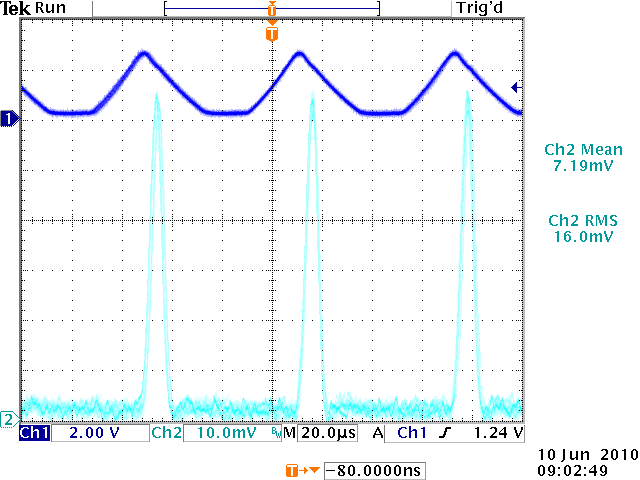 Tek Run Trig'd
T
T
1
Ch2 Mean
7.19mV
Ch2 RMS
16.0mV
2
Ch1 2.00 V Ch2 10.0mV BW M 20.0µs A Ch1 1.24 V
T -80.0000ns
10 Jun 2010
09:02:49